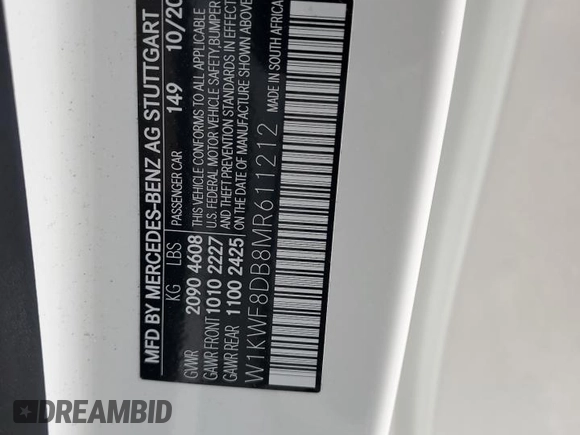 MFD BY MERCEDES-BENZ AG STUTTGART 10/20
KG LBS PASSENGER CAR 149
GVWR 2090 4608 THIS VEHICLE CONFORMS TO ALL APPLICABLE
GAWR FRONT 1010 2227 U.S. FEDERAL MOTOR VEHICLE SAFETY, BUMPER
GAWR REAR 1100 2425 AND THEFT PREVENTION STANDARDS IN EFFECT
ON THE DATE OF MANUFACTURE SHOWN ABOVE
W1KWF8DB8MR611212 MADE IN SOUTH AFRICA
DREAMBID